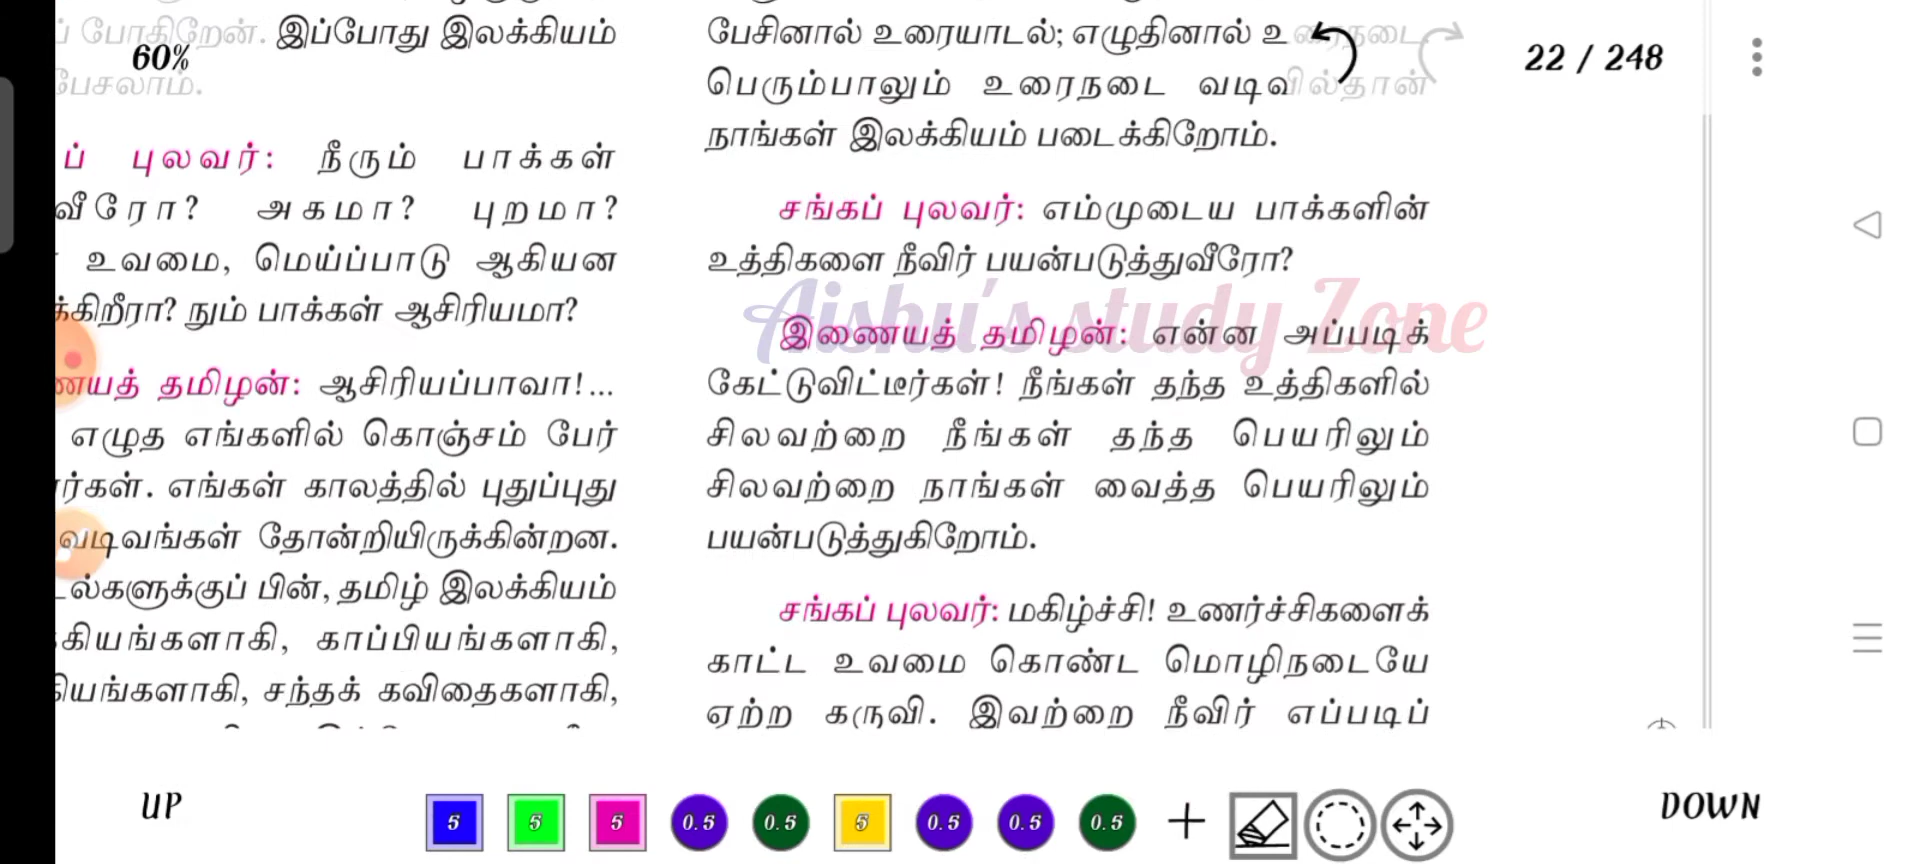 60%
22 / 248
போகிறேன். இப்போது இலக்கியம்
பேசலாம்.
ப் புலவர்: நீரும் பாக்கள்
வீரோ? அகமா? புறமா?
உவமை, மெய்ப்பாடு ஆகியன
க்கிறீரா? நும் பாக்கள் ஆசிரியமா?
ணையத் தமிழன்: ஆசிரியப்பாவா!...
எழுத எங்களில் கொஞ்சம் பேர்
ர்கள். எங்கள் காலத்தில் புதுப்புது
வடிவங்கள் தோன்றியிருக்கின்றன.
டல்களுக்குப் பின், தமிழ் இலக்கியம்
கியங்களாகி, காப்பியங்களாகி,
கியங்களாகி, சந்தக் கவிதைகளாகி,
பேசினால் உரையாடல்; எழுதினால் உரைநடை
பெரும்பாலும் உரைநடை வடிவில்தான்
நாங்கள் இலக்கியம் படைக்கிறோம்.
சங்கப் புலவர்: எம்முடைய பாக்களின்
உத்திகளை நீவிர் பயன்படுத்துவீரோ?
Aishu's study Zone
இணையத் தமிழன்: என்ன அப்படிக்
கேட்டுவிட்டீர்கள்! நீங்கள் தந்த உத்திகளில்
சிலவற்றை நீங்கள் தந்த பெயரிலும்
சிலவற்றை நாங்கள் வைத்த பெயரிலும்
பயன்படுத்துகிறோம்.
சங்கப் புலவர்: மகிழ்ச்சி! உணர்ச்சிகளைக்
காட்ட உவமை கொண்ட மொழிநடையே
ஏற்ற கருவி. இவற்றை நீவிர் எப்படிப்
UP
5 5 5 0.5 0.5 5 0.5 0.5 0.5 +
DOWN